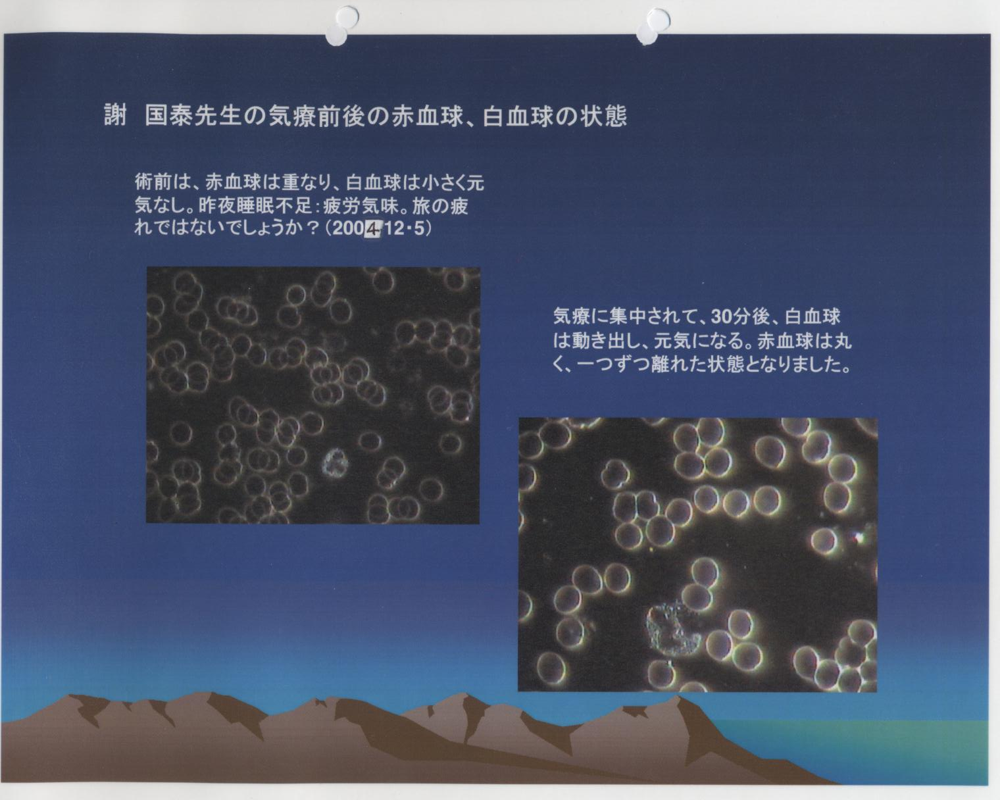 謝 国泰先生の気療前後の赤血球、白血球の状態
術前は、赤血球は重なり、白血球は小さく元
気なし。昨夜睡眠不足：疲労気味。旅の疲
れではないでしょうか？（2004 12・5）
気療に集中されて、30分後、白血球
は動き出し、元気になる。赤血球は丸
く、一つずつ離れた状態となりました。